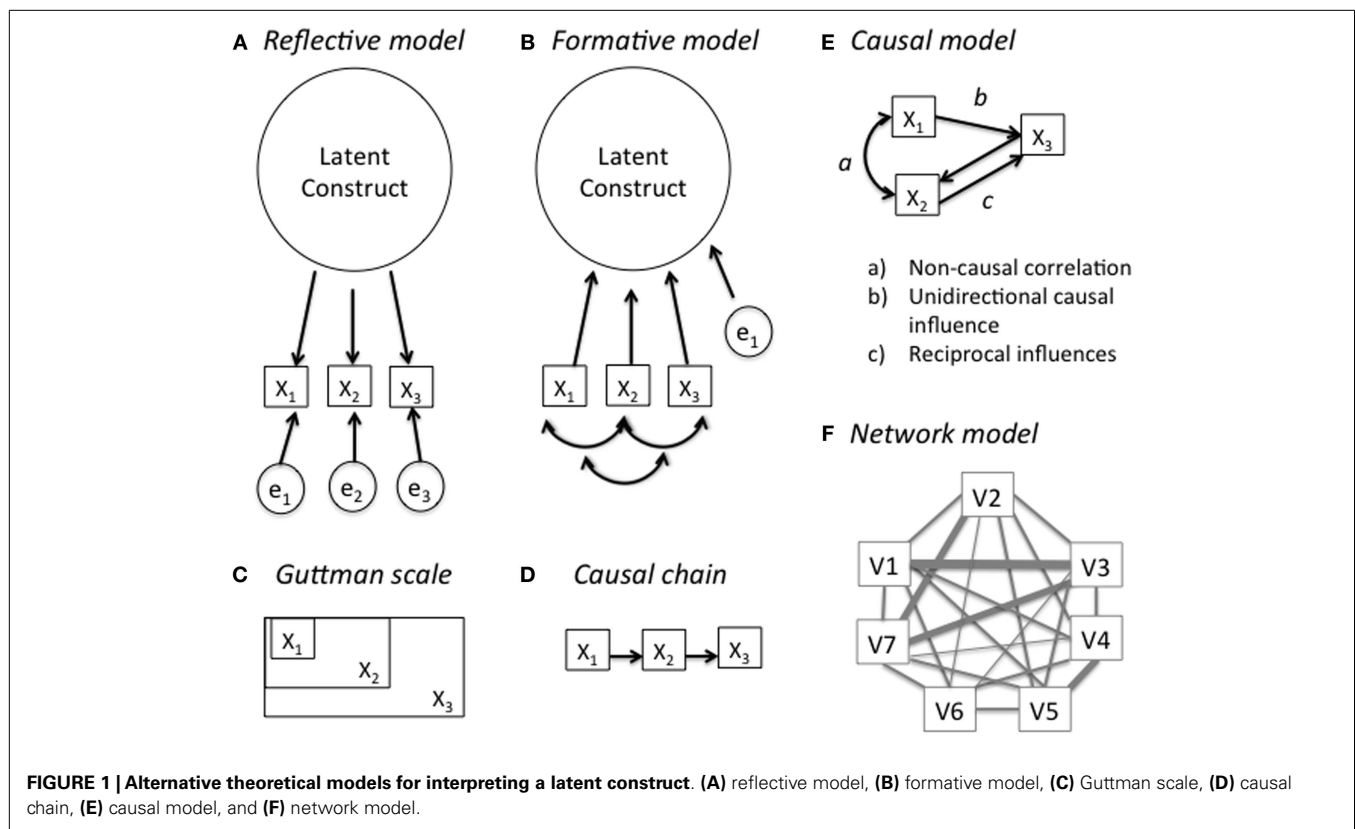 A Reflective model
Latent
Construct
X1 X2 X3
e1 e2 e3
B Formative model
Latent
Construct
e1
X1 X2 X3
C Guttman scale
X1
X2
X3
D Causal chain
X1 X2 X3
E Causal model
b
X1
X3
a
X2
c
a) Non-causal correlation
b) Unidirectional causal
influence
c) Reciprocal influences
F Network model
V2
V1 V3
V7 V4
V6 V5
FIGURE 1 | Alternative theoretical models for interpreting a latent construct. (A) reflective model, (B) formative model, (C) Guttman scale, (D) causal
chain, (E) causal model, and (F) network model.